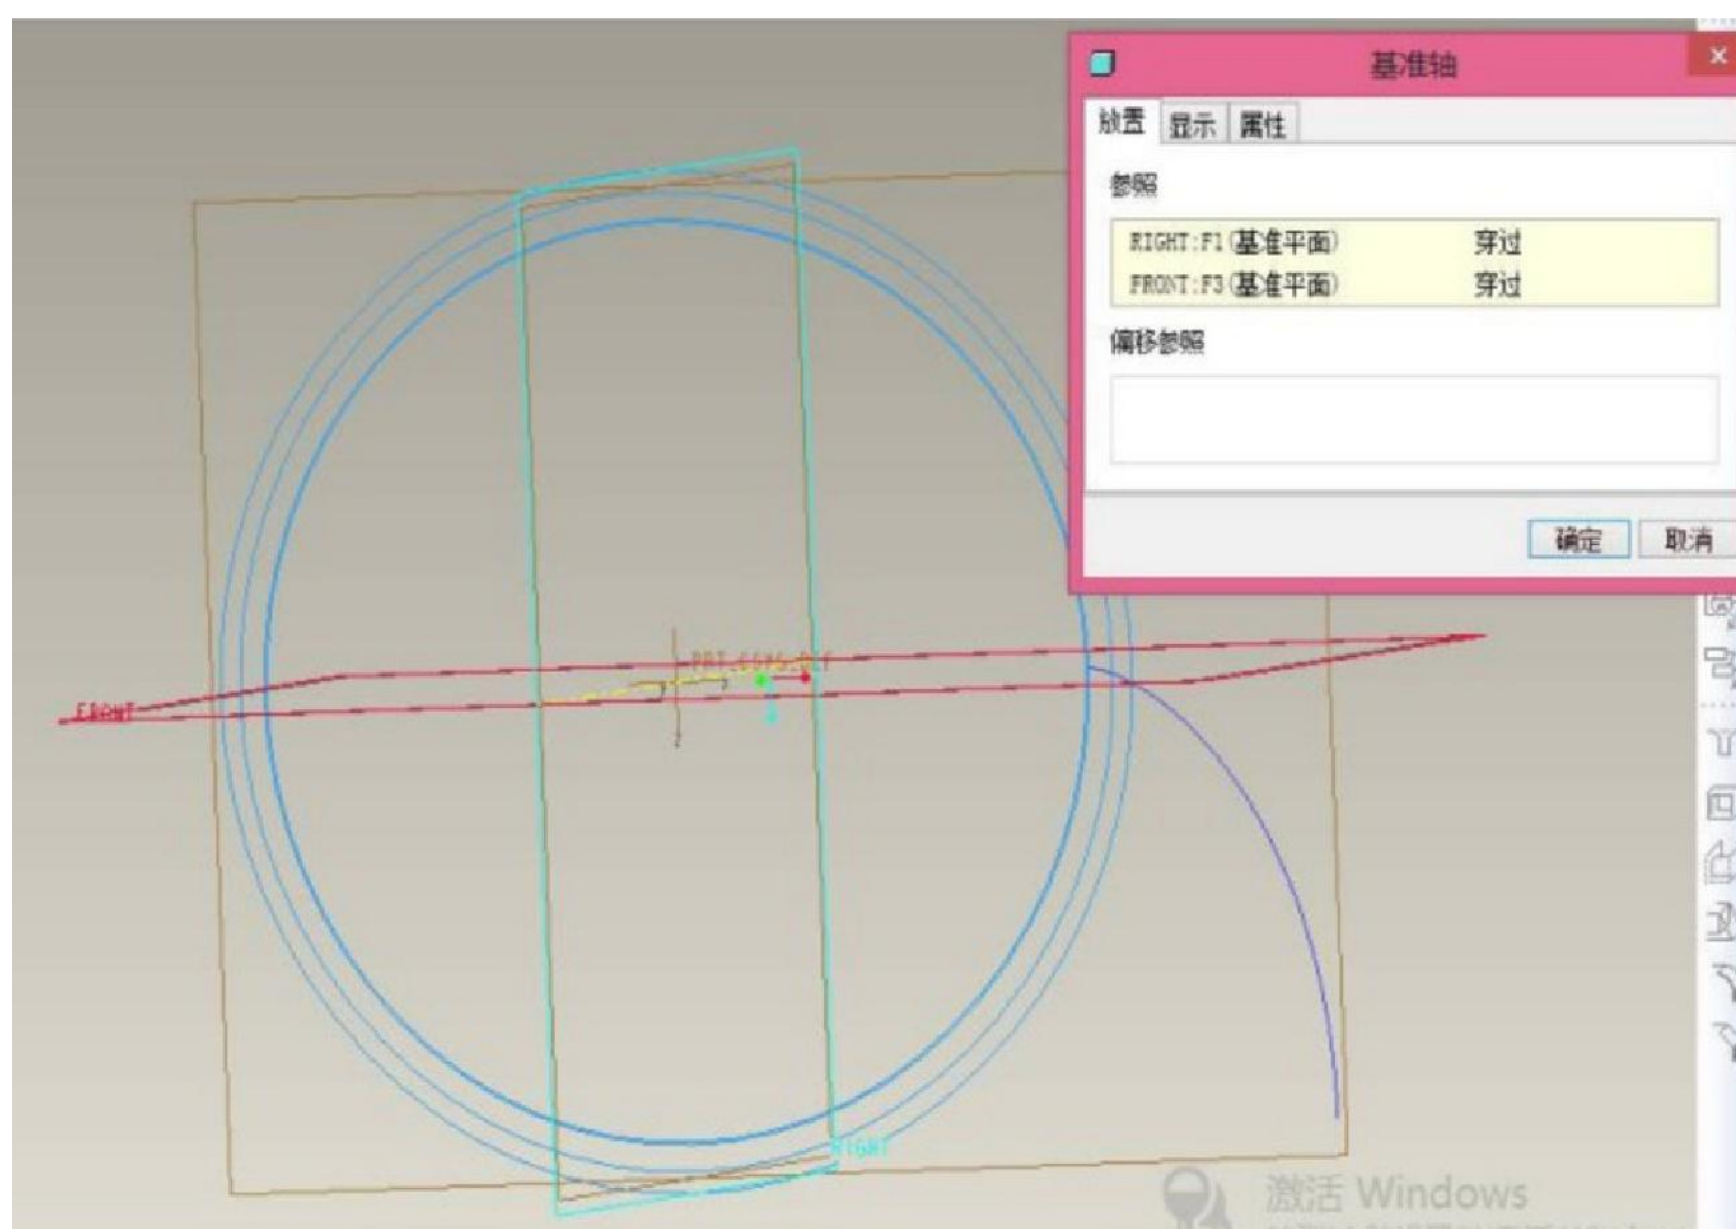 基准轴
放置 显示 属性
参照
RIGHT:F1(基准平面) 穿过
FRONT:F3(基准平面) 穿过
偏移参照
确定 取消
FRONT
RIGHT
激活 Windows